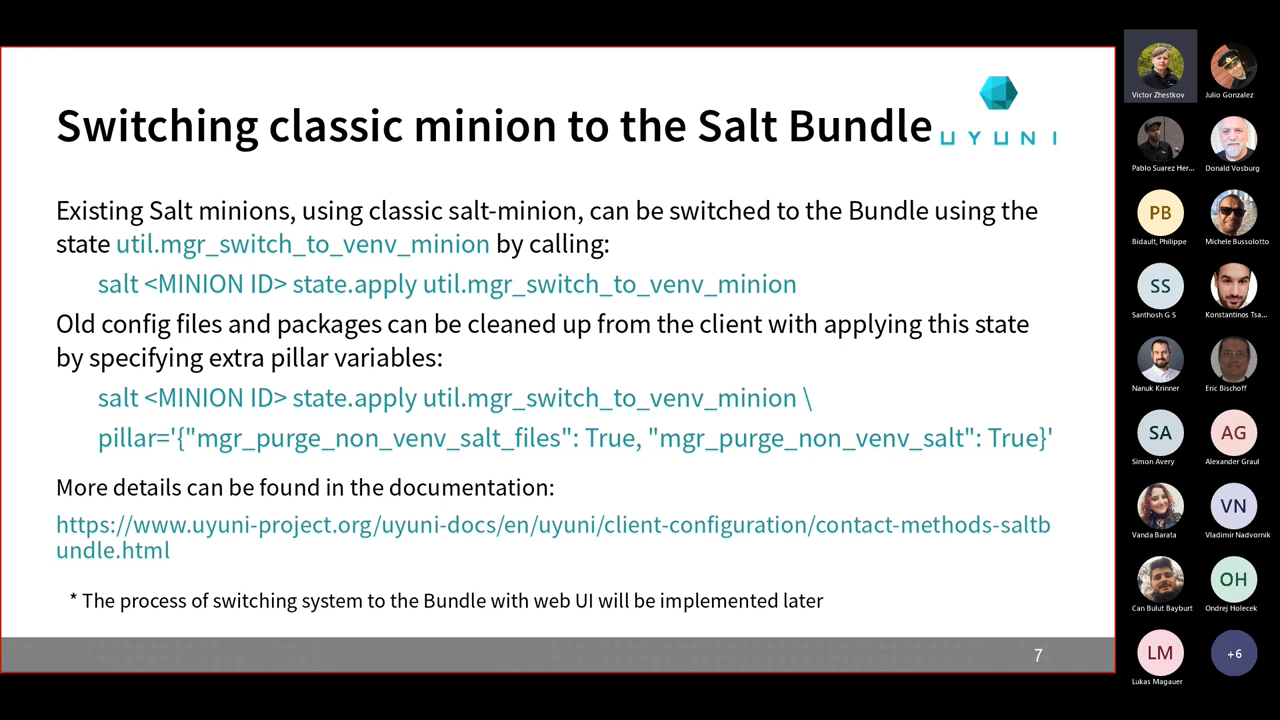 Switching classic minion to the Salt Bundle
UYUNI
Existing Salt minions, using classic salt-minion, can be switched to the Bundle using the
state util.mgr_switch_to_venv_minion by calling:
salt <MINION ID> state.apply util.mgr_switch_to_venv_minion
Old config files and packages can be cleaned up from the client with applying this state
by specifying extra pillar variables:
salt <MINION ID> state.apply util.mgr_switch_to_venv_minion \
pillar='{"mgr_purge_non_venv_salt_files": True, "mgr_purge_non_venv_salt": True}'
More details can be found in the documentation:
https://www.uyuni-project.org/uyuni-docs/en/uyuni/client-configuration/contact-methods-saltb
undle.html
* The process of switching system to the Bundle with web UI will be implemented later
7
Victor Zhestkov
Julio Gonzalez
Pablo Suarez Her...
Donald Vosburg
PB
Bidault, Philippe
Michele Bussolotto
SS
Santhosh G S
Konstantinos Tsa...
Nanuk Krinner
Eric Bischoff
SA
Simon Avery
AG
Alexander Graul
Vanda Barata
VN
Vladimir Nadvornik
Can Bulut Bayburt
OH
Ondrej Holecek
LM
Lukas Magauer
+6